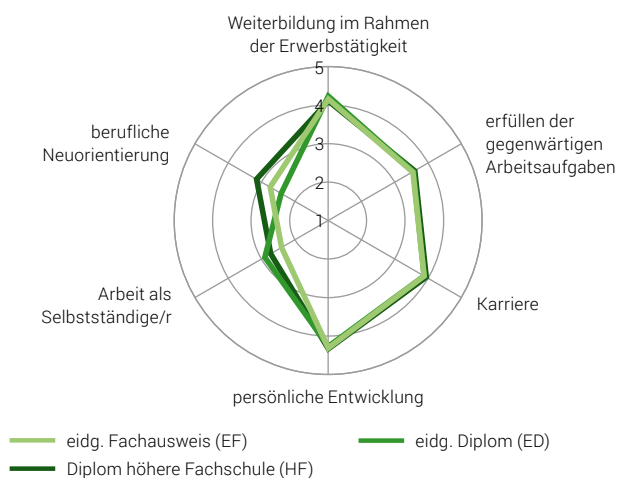 Weiterbildung im Rahmen
der Erwerbstätigkeit
5
4
3
2
1
erfüllen der
gegenwärtigen
Arbeitsaufgaben
berufliche
Neuorientierung
Arbeit als
Selbstständige/r
Karriere
persönliche Entwicklung
eidg. Fachausweis (EF)
eidg. Diplom (ED)
Diplom höhere Fachschule (HF)